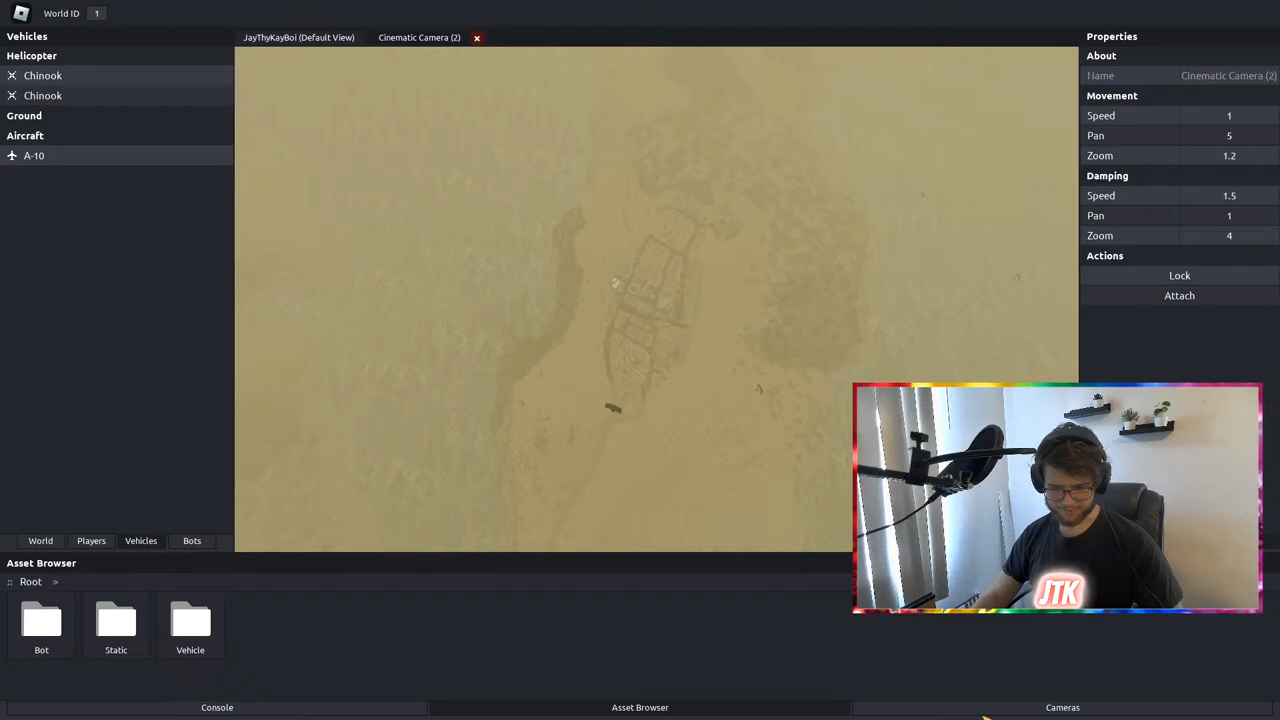 World ID 1
Vehicles
Helicopter
Chinook
Chinook
Ground
Aircraft
A-10
World Players Vehicles Bots
JayThyKayBoi (Default View) Cinematic Camera (2) x
Properties
About
Name Cinematic Camera (2)
Movement
Speed 1
Pan 5
Zoom 1.2
Damping
Speed 1.5
Pan 1
Zoom 4
Actions
Lock
Attach
JTK
Asset Browser
:: Root >
Bot Static Vehicle
Console Asset Browser Cameras